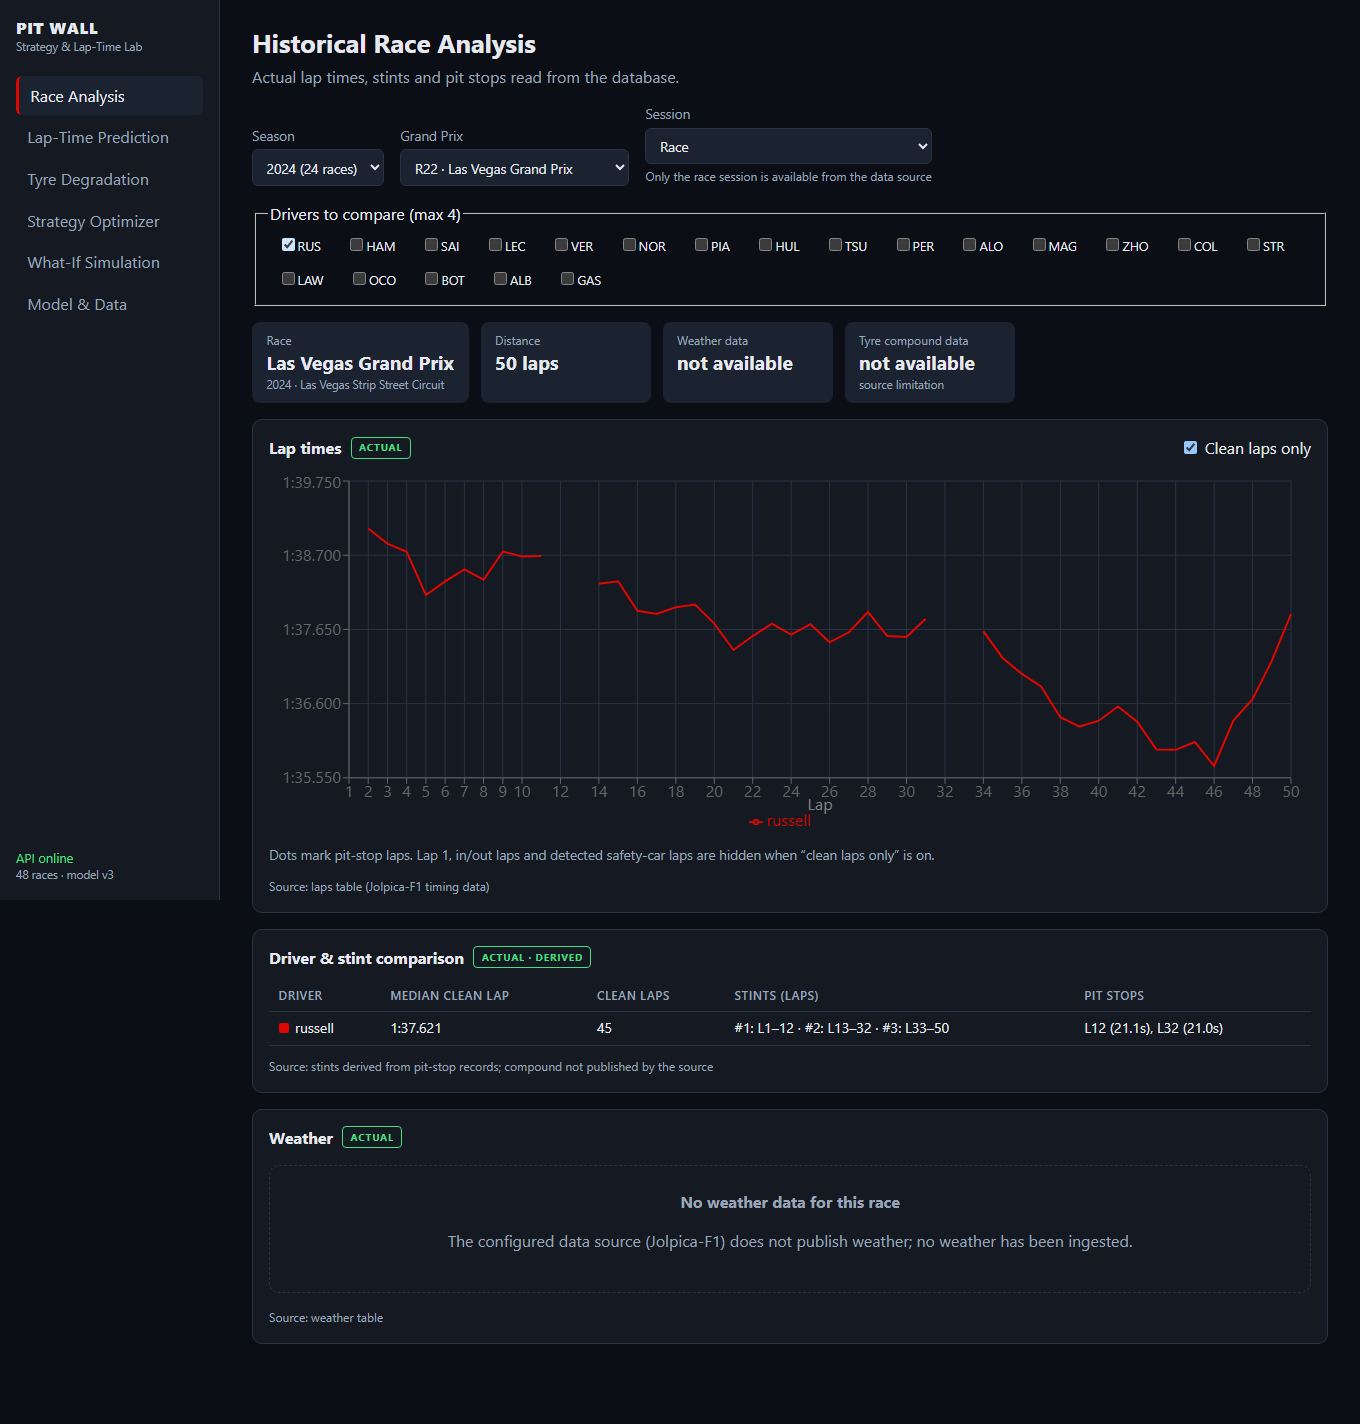 PIT WALL
Strategy & Lap-Time Lab
Race Analysis
Lap-Time Prediction
Tyre Degradation
Strategy Optimizer
What-If Simulation
Model & Data
API online
48 races · model v3
Historical Race Analysis
Actual lap times, stints and pit stops read from the database.
Season
2024 (24 races)
Grand Prix
R22 · Las Vegas Grand Prix
Session
Race
Only the race session is available from the data source
Drivers to compare (max 4)
RUS HAM SAI LEC VER NOR PIA HUL TSU PER ALO MAG ZHO COL STR
LAW OCO BOT ALB GAS
Race
Las Vegas Grand Prix
2024 · Las Vegas Strip Street Circuit
Distance
50 laps
Weather data
not available
Tyre compound data
not available
source limitation
Lap times ACTUAL
Clean laps only
1:39.750
1:38.700
1:37.650
1:36.600
1:35.550
1 2 3 4 5 6 7 8 9 10 12 14 16 18 20 22 24 26 28 30 32 34 36 38 40 42 44 46 48 50
Lap
russell
Dots mark pit-stop laps. Lap 1, in/out laps and detected safety-car laps are hidden when “clean laps only” is on.
Source: laps table (Jolpica-F1 timing data)
Driver & stint comparison ACTUAL · DERIVED
DRIVER MEDIAN CLEAN LAP CLEAN LAPS STINTS (LAPS) PIT STOPS
russell 1:37.621 45 #1: L1–12 · #2: L13–32 · #3: L33–50 L12 (21.1s), L32 (21.0s)
Source: stints derived from pit-stop records; compound not published by the source
Weather ACTUAL
No weather data for this race
The configured data source (Jolpica-F1) does not publish weather; no weather has been ingested.
Source: weather table